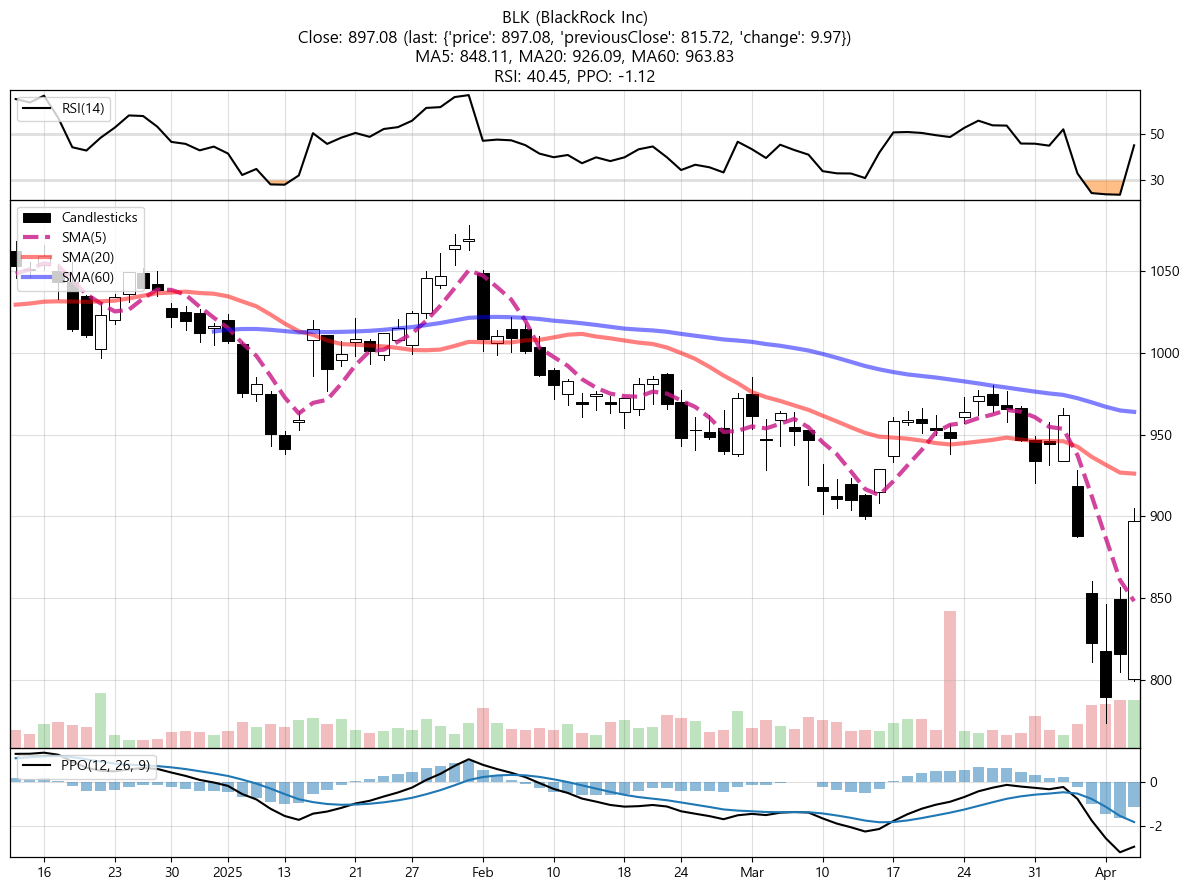 BLK (BlackRock Inc)
Close: 897.08 (last: {'price': 897.08, 'previousClose': 815.72, 'change': 9.97})
MA5: 848.11, MA20: 926.09, MA60: 963.83
RSI: 40.45, PPO: -1.12
RSI(14)
50
30
Candlesticks
SMA(5)
SMA(20)
SMA(60)
1050
1000
950
900
850
800
PPO(12, 26, 9)
0
-2
16 23 30 2025 13 21 27 Feb 10 18 24 Mar 10 17 24 31 Apr